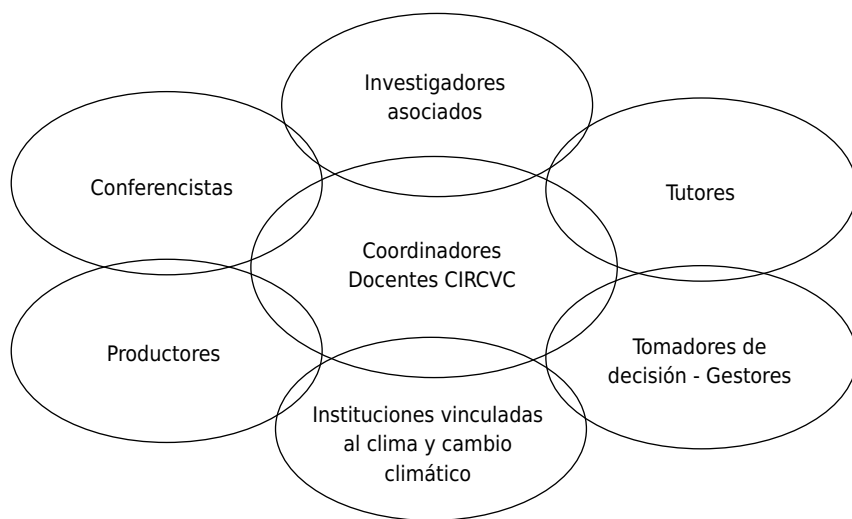 Investigadores
asociados
Conferencistas
Tutores
Coordinadores
Docentes CIRCVC
Productores
Tomadores de
decisión - Gestores
Instituciones vinculadas
al clima y cambio
climático